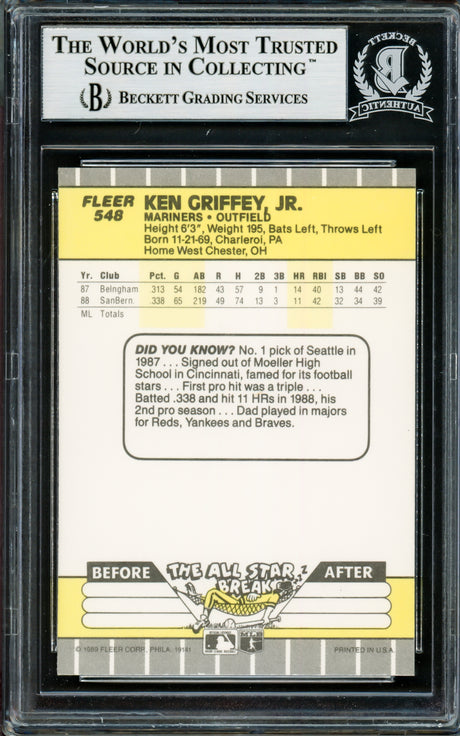 THE WORLD'S MOST TRUSTED
SOURCE IN COLLECTING™
B BECKETT GRADING SERVICES
BECKETT
B
AUTHENTIC
FLEER KEN GRIFFEY, JR.
548 MARINERS • OUTFIELD
Height 6'3", Weight 195, Bats Left, Throws Left
Born 11-21-69, Charleroi, PA
Home West Chester, OH
Yr. Club Pct. G AB R H 2B 3B HR RBI SB BB SO
87 Belngham .313 54 182 43 57 9 1 14 40 13 44 42
88 SanBern. .338 65 219 49 74 13 3 11 42 32 34 39
ML Totals
DID YOU KNOW? No. 1 pick of Seattle in
1987 . . . Signed out of Moeller High
School in Cincinnati, famed for its football
stars . . . First pro hit was a triple . . .
Batted .338 and hit 11 HRs in 1988, his
2nd pro season . . . Dad played in majors
for Reds, Yankees and Braves.
BEFORE THE ALL STAR BREAK AFTER
© 1989 FLEER CORP., PHILA. 19141 PRINTED IN U.S.A.